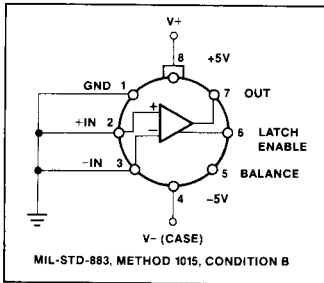 V+
8 +5V
GND 1
7 OUT
+IN 2
+
−
6 LATCH ENABLE
−IN 3
5 BALANCE
4 −5V
V− (CASE)
MIL-STD-883, METHOD 1015, CONDITION B